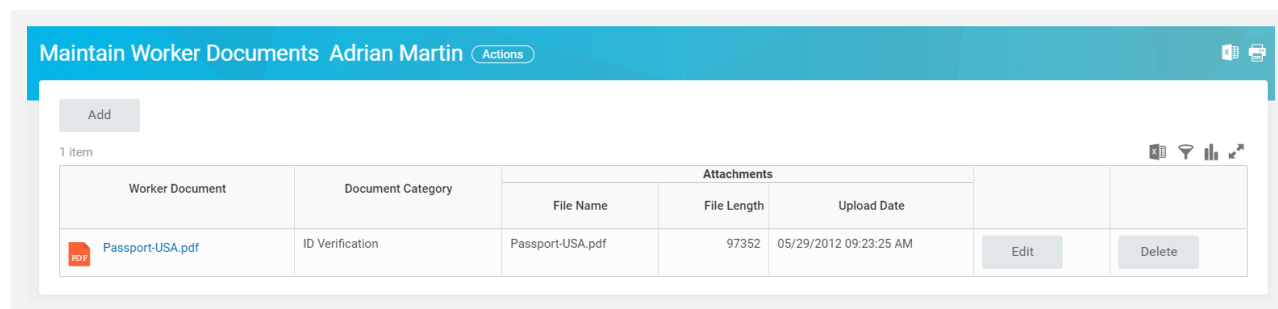 Maintain Worker Documents Adrian Martin Actions
Add
1 item
Worker Document Document Category Attachments
File Name File Length Upload Date
PDF Passport-USA.pdf ID Verification Passport-USA.pdf 97352 05/29/2012 09:23:25 AM Edit Delete